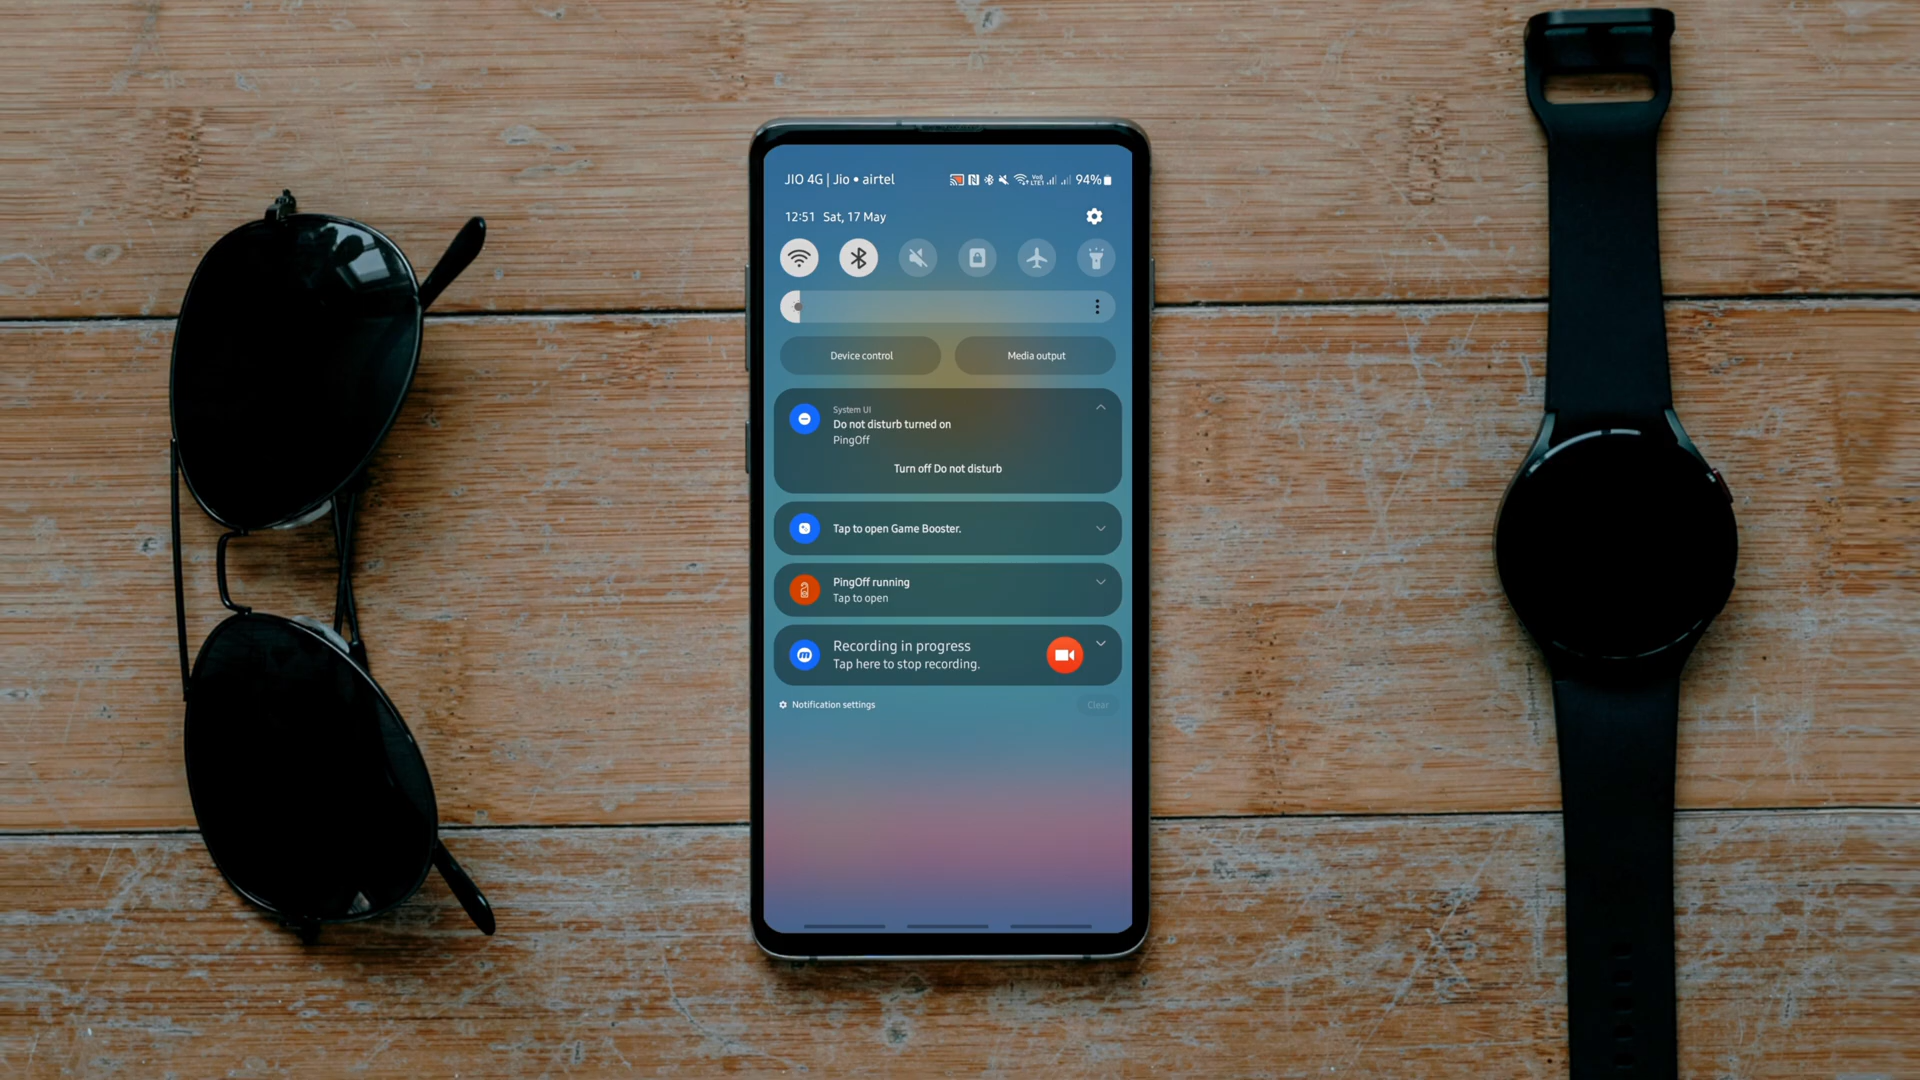 JIO 4G | Jio • airtel 94%
12:51 Sat, 17 May
Device control Media output
System UI
Do not disturb turned on
PingOff
Turn off Do not disturb
Tap to open Game Booster.
PingOff running
Tap to open
Recording in progress
Tap here to stop recording.
Notification settings Clear